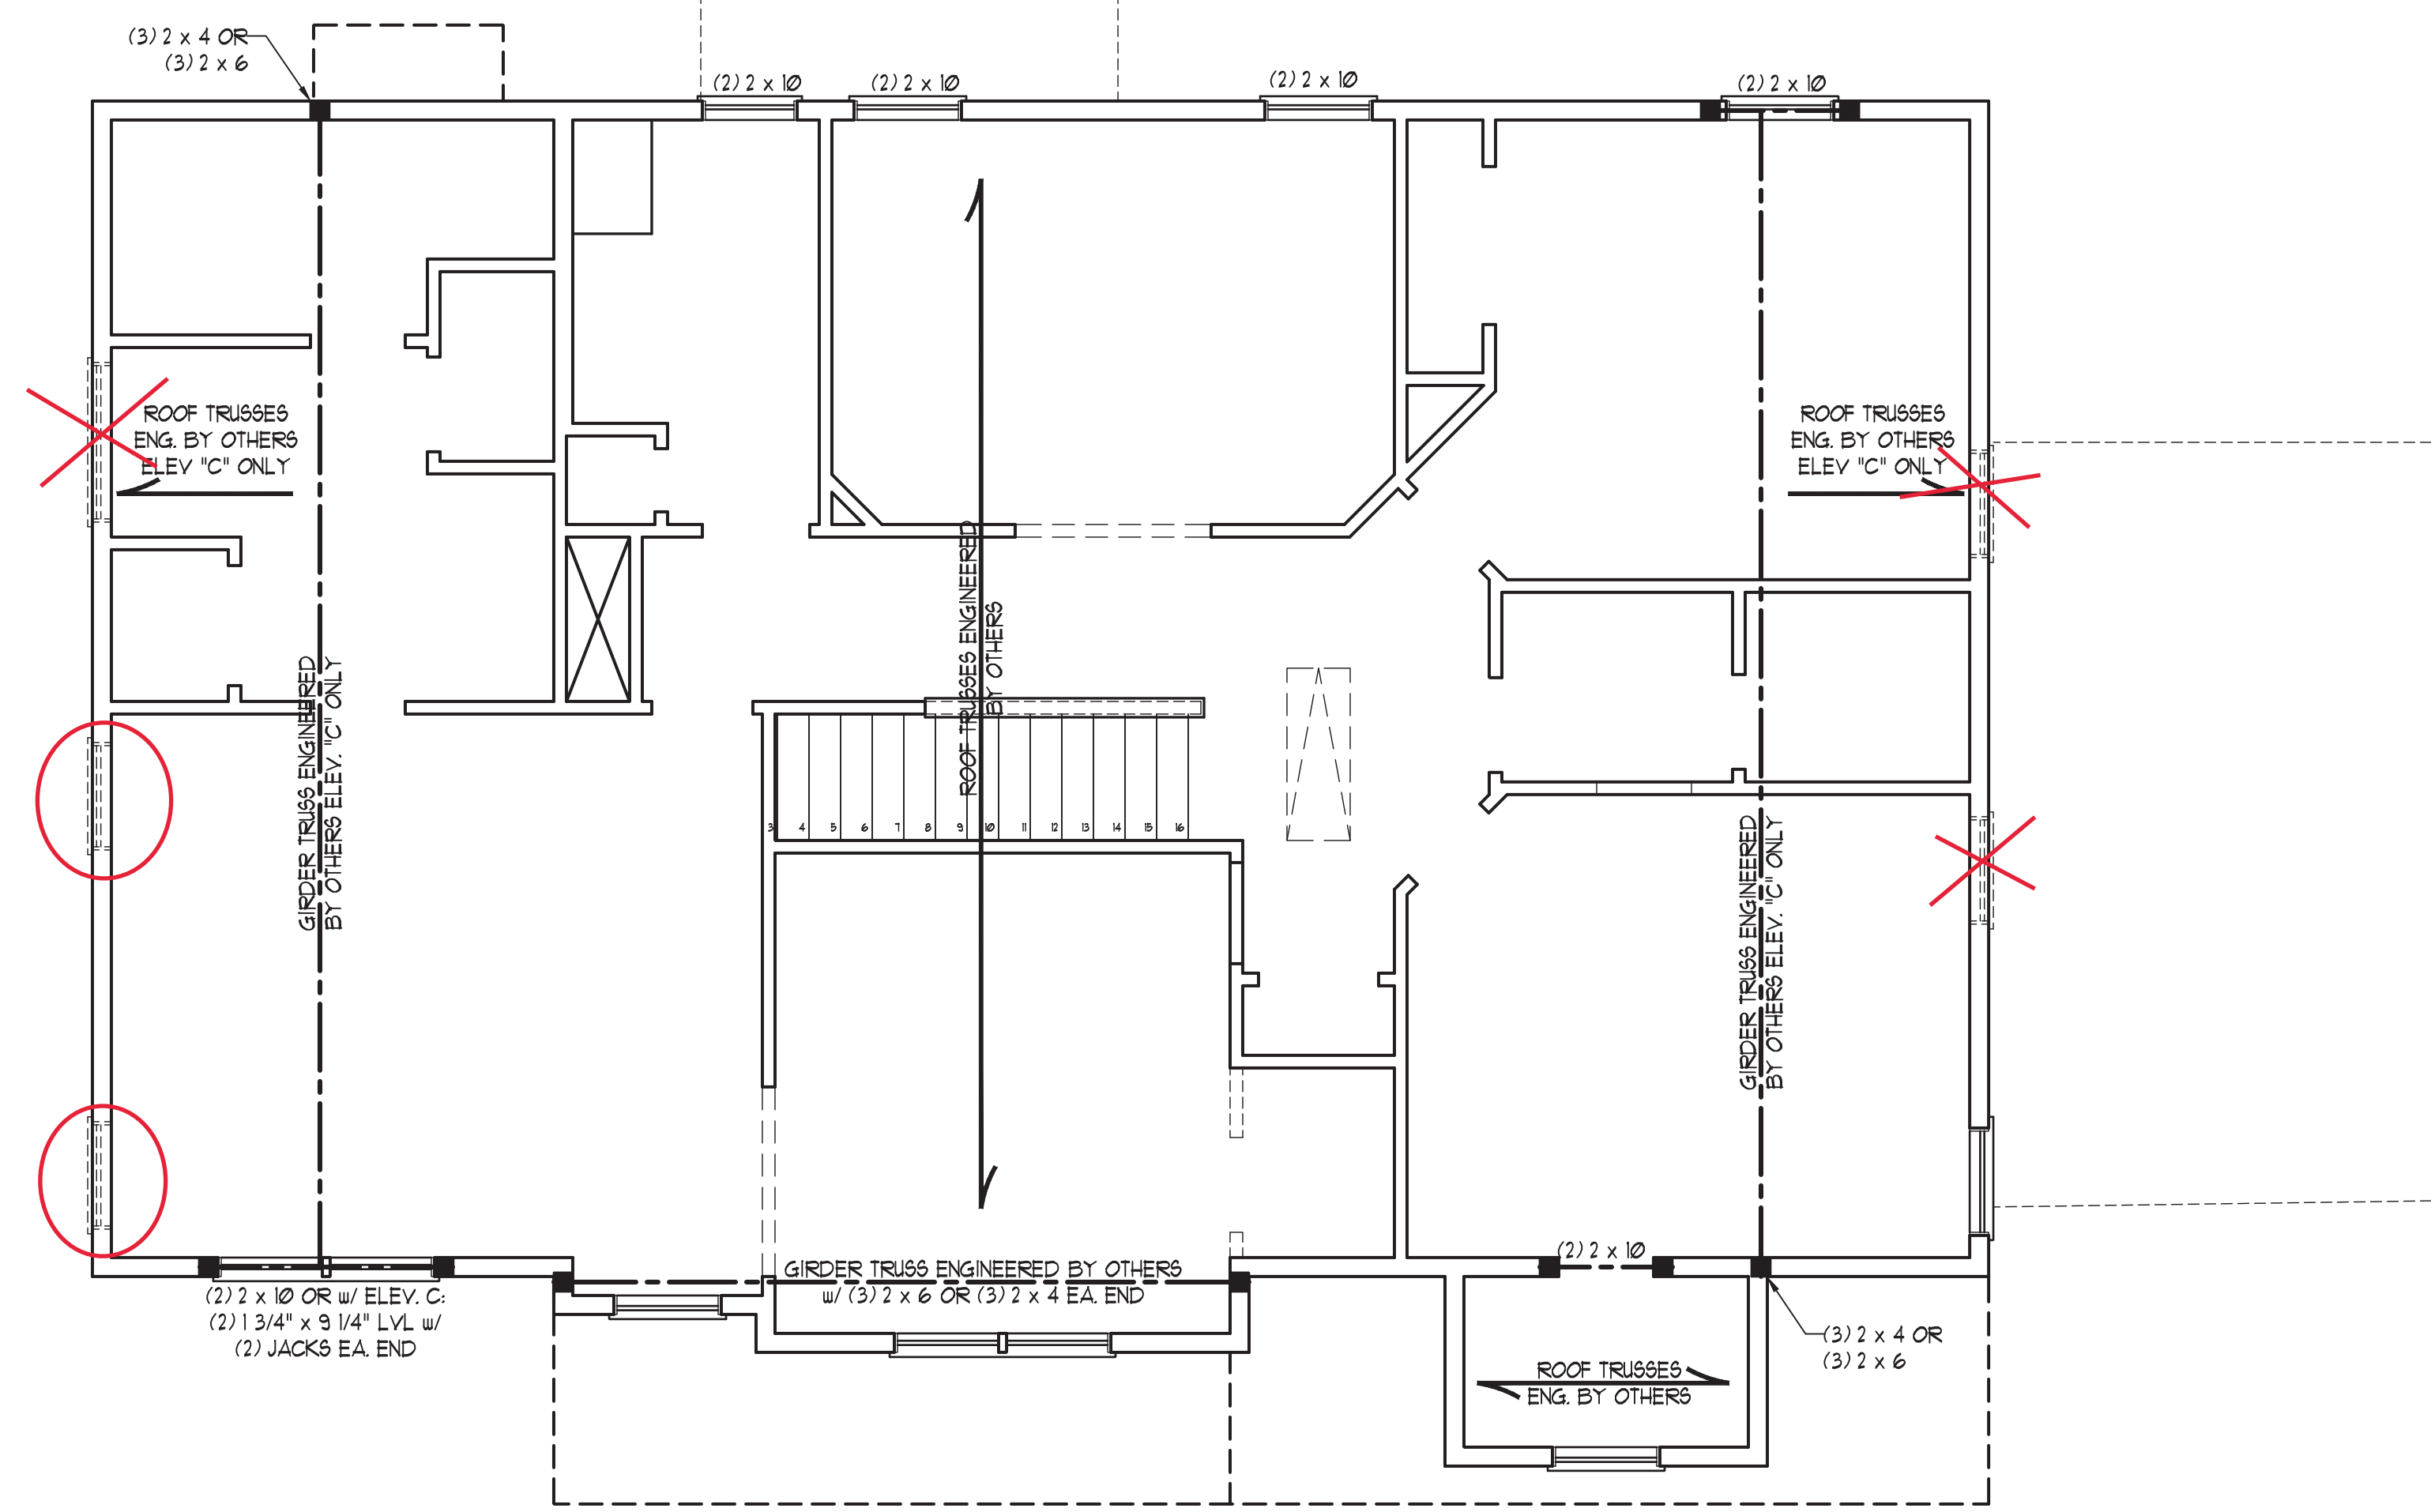 (3) 2 x 4 OR
(3) 2 x 6
(2) 2 x 10
(2) 2 x 10
(2) 2 x 10
(2) 2 x 10
ROOF TRUSSES
ENG. BY OTHERS
ELEV "C" ONLY
ROOF TRUSSES
ENG. BY OTHERS
ELEV "C" ONLY
ROOF TRUSSES ENGINEERED
BY OTHERS
GIRDER TRUSS ENGINEERED
BY OTHERS ELEV. "C" ONLY
3 4 5 6 7 8 9 10 11 12 13 14 15 16
GIRDER TRUSS ENGINEERED
BY OTHERS ELEV. "C" ONLY
(2) 2 x 10
GIRDER TRUSS ENGINEERED BY OTHERS
w/ (3) 2 x 6 OR (3) 2 x 4 EA. END
(2) 2 x 10 OR w/ ELEV. C:
(2) 1 3/4" x 9 1/4" LVL w/
(2) JACKS EA. END
(3) 2 x 4 OR
(3) 2 x 6
ROOF TRUSSES
ENG. BY OTHERS